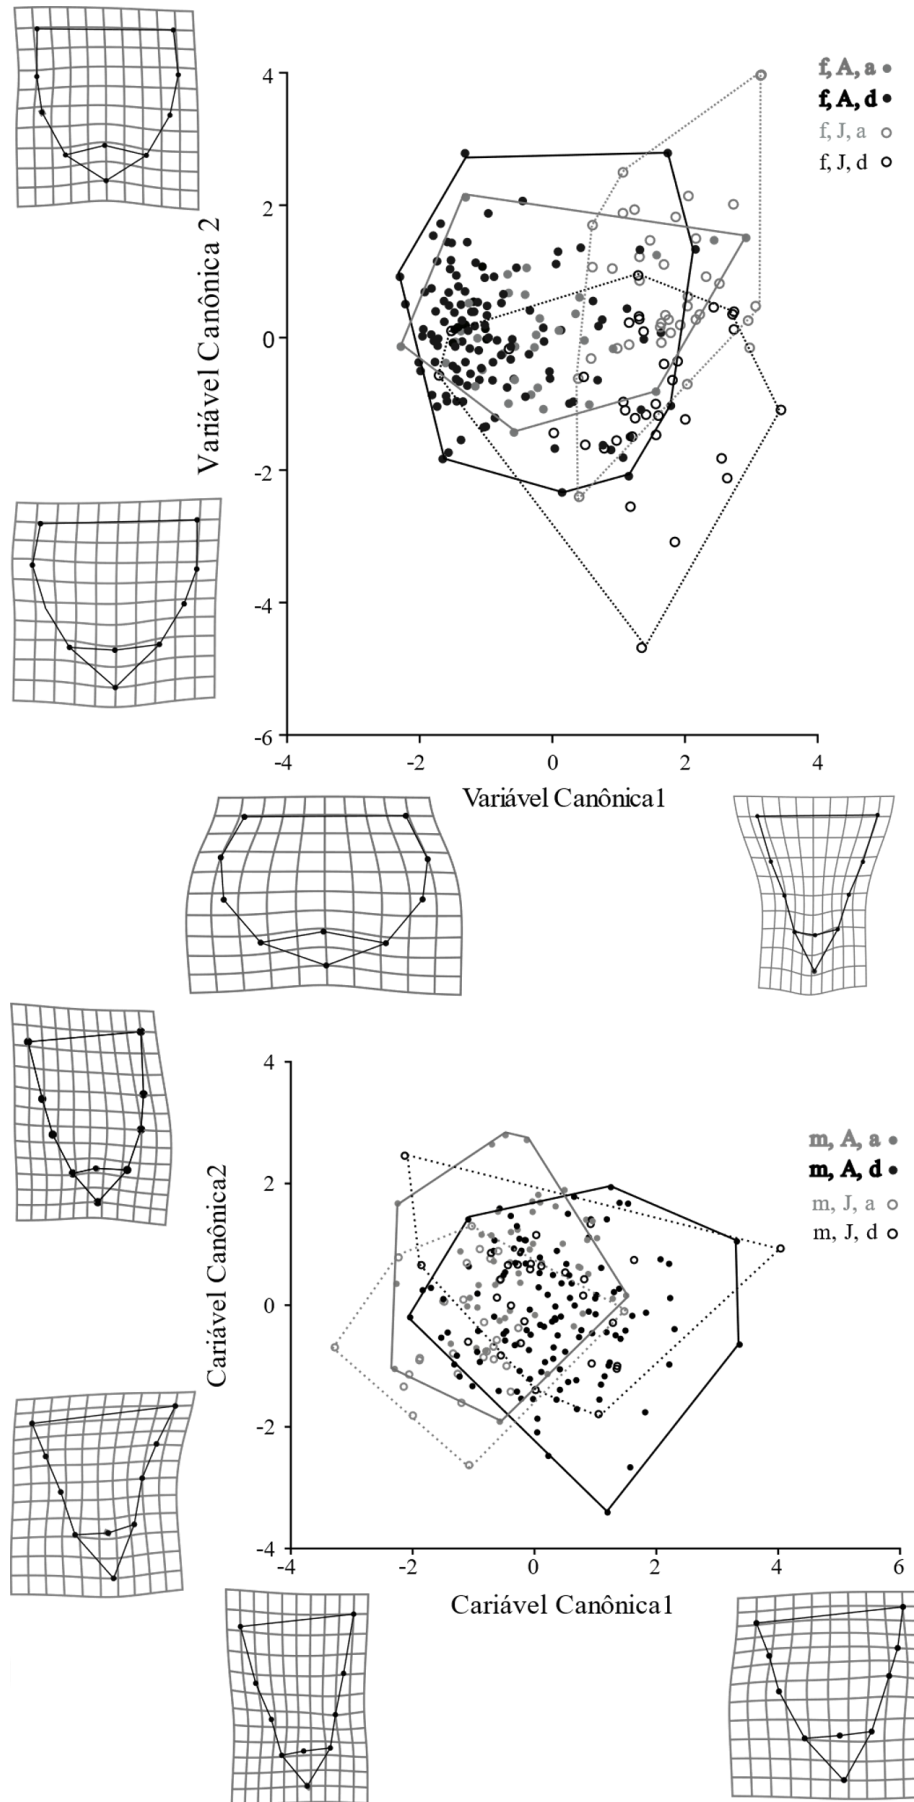 f, A, a
f, A, d
f, J, a
f, J, d
4
2
0
-2
-4
-6
Variável Canônica 2
-4 -2 0 2 4
Variável Canônica1
m, A, a
m, A, d
m, J, a
m, J, d
4
2
0
-2
-4
Cariável Canônica2
-4 -2 0 2 4 6
Cariável Canônica1